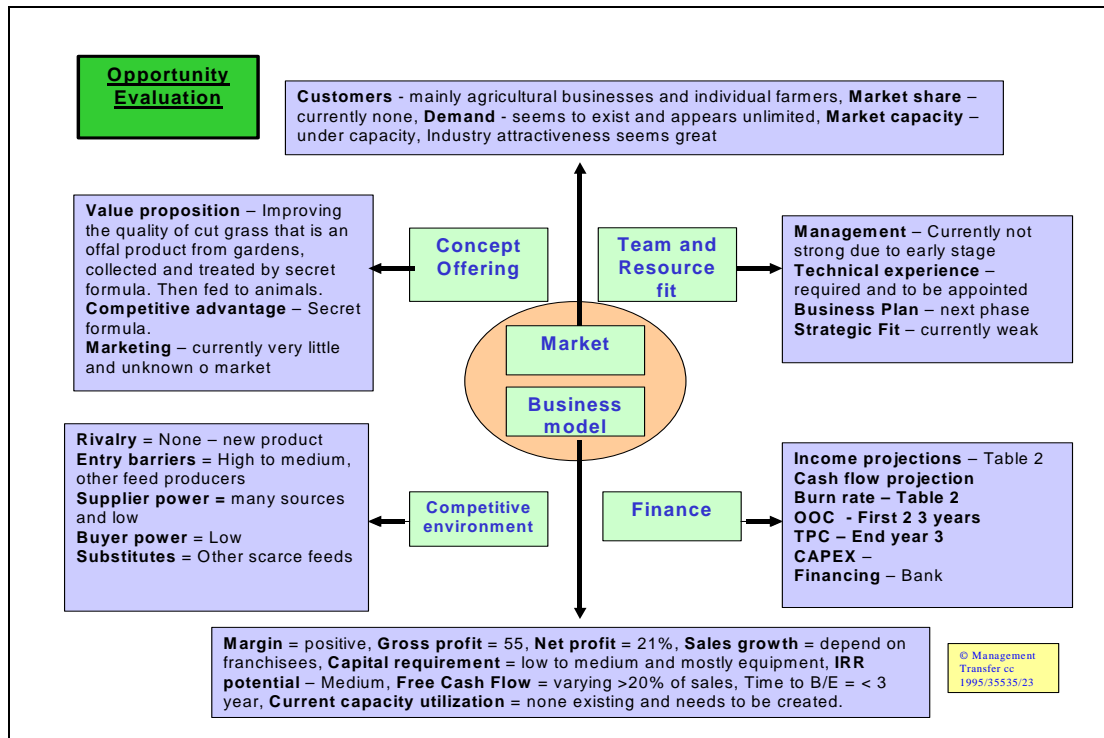 Opportunity
Evaluation
Customers - mainly agricultural businesses and individual farmers, Market share –
currently none, Demand - seems to exist and appears unlimited, Market capacity –
under capacity, Industry attractiveness seems great
Value proposition – Improving
the quality of cut grass that is an
offal product from gardens,
collected and treated by secret
formula. Then fed to animals.
Competitive advantage – Secret
formula.
Marketing – currently very little
and unknown o market
Concept
Offering
Team and
Resource
fit
Management – Currently not
strong due to early stage
Technical experience –
required and to be appointed
Business Plan – next phase
Strategic Fit – currently weak
Market
Business
model
Rivalry = None – new product
Entry barriers = High to medium,
other feed producers
Supplier power = many sources
and low
Buyer power = Low
Substitutes = Other scarce feeds
Competitive
environment
Finance
Income projections – Table 2
Cash flow projection
Burn rate – Table 2
OOC - First 2 3 years
TPC – End year 3
CAPEX –
Financing – Bank
Margin = positive, Gross profit = 55, Net profit = 21%, Sales growth = depend on
franchisees, Capital requirement = low to medium and mostly equipment, IRR
potential – Medium, Free Cash Flow = varying >20% of sales, Time to B/E = < 3
year, Current capacity utilization = none existing and needs to be created.
© Management
Transfer cc
1995/35535/23